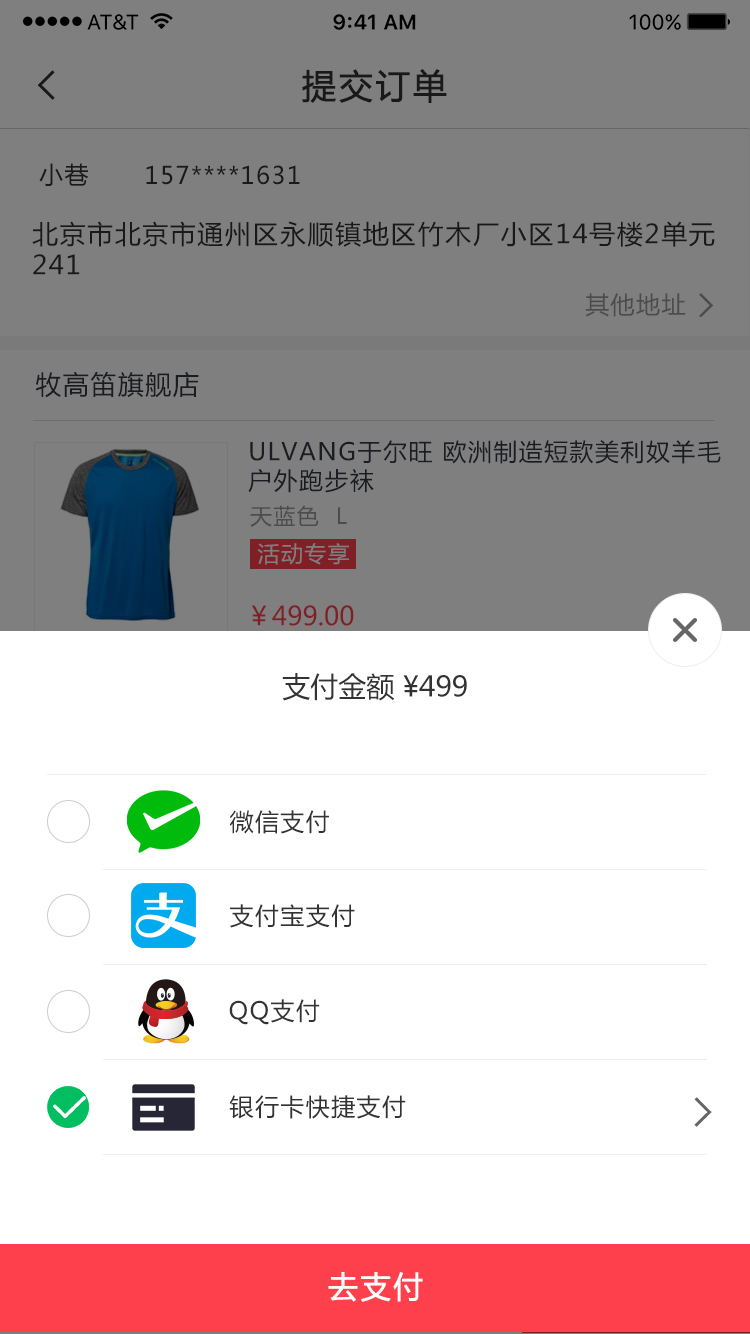 AT&T 9:41 AM 100%
提交订单
小巷 157****1631
北京市北京市通州区永顺镇地区竹木厂小区14号楼2单元
241
其他地址
牧高笛旗舰店
ULVANG于尔旺 欧洲制造短款美利奴羊毛
户外跑步袜
天蓝色 L
活动专享
¥499.00
支付金额 ¥499
微信支付
支
支付宝支付
QQ支付
银行卡快捷支付
去支付